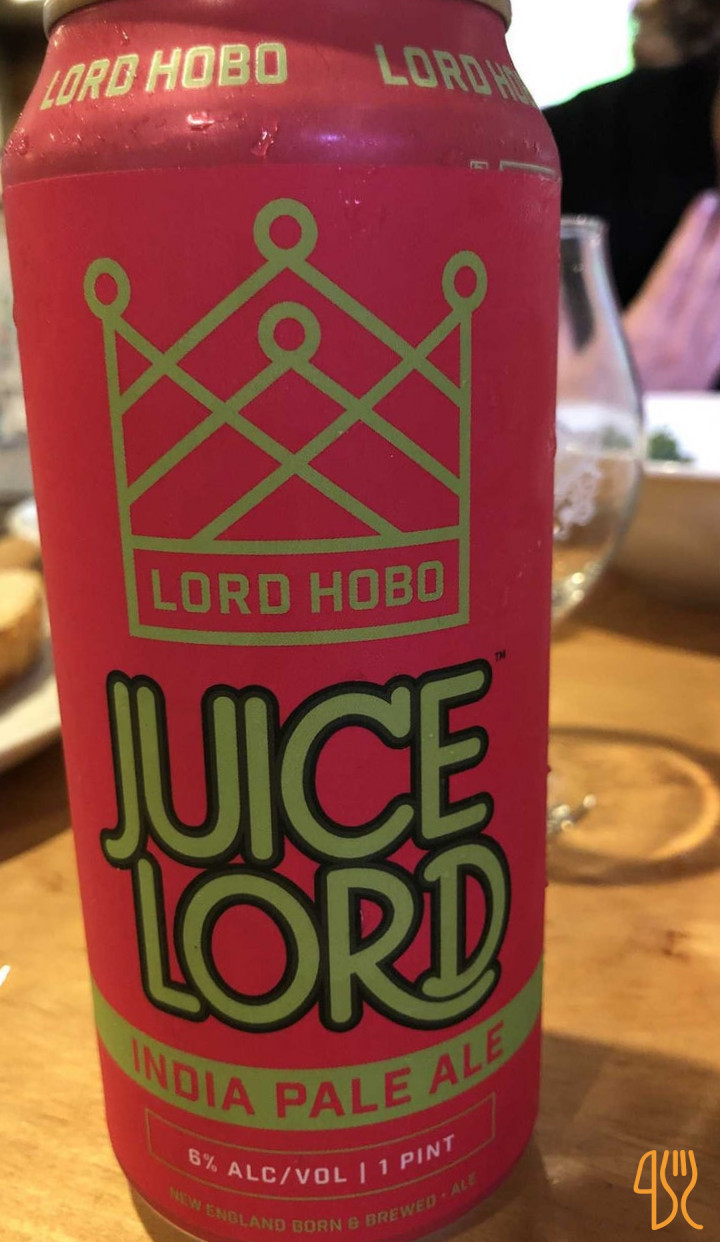 LORD HOBO LORD HO
LORD HOBO
JUICE
LORD
™
INDIA PALE ALE
6% ALC/VOL | 1 PINT
NEW ENGLAND BORN & BREWED • ALE